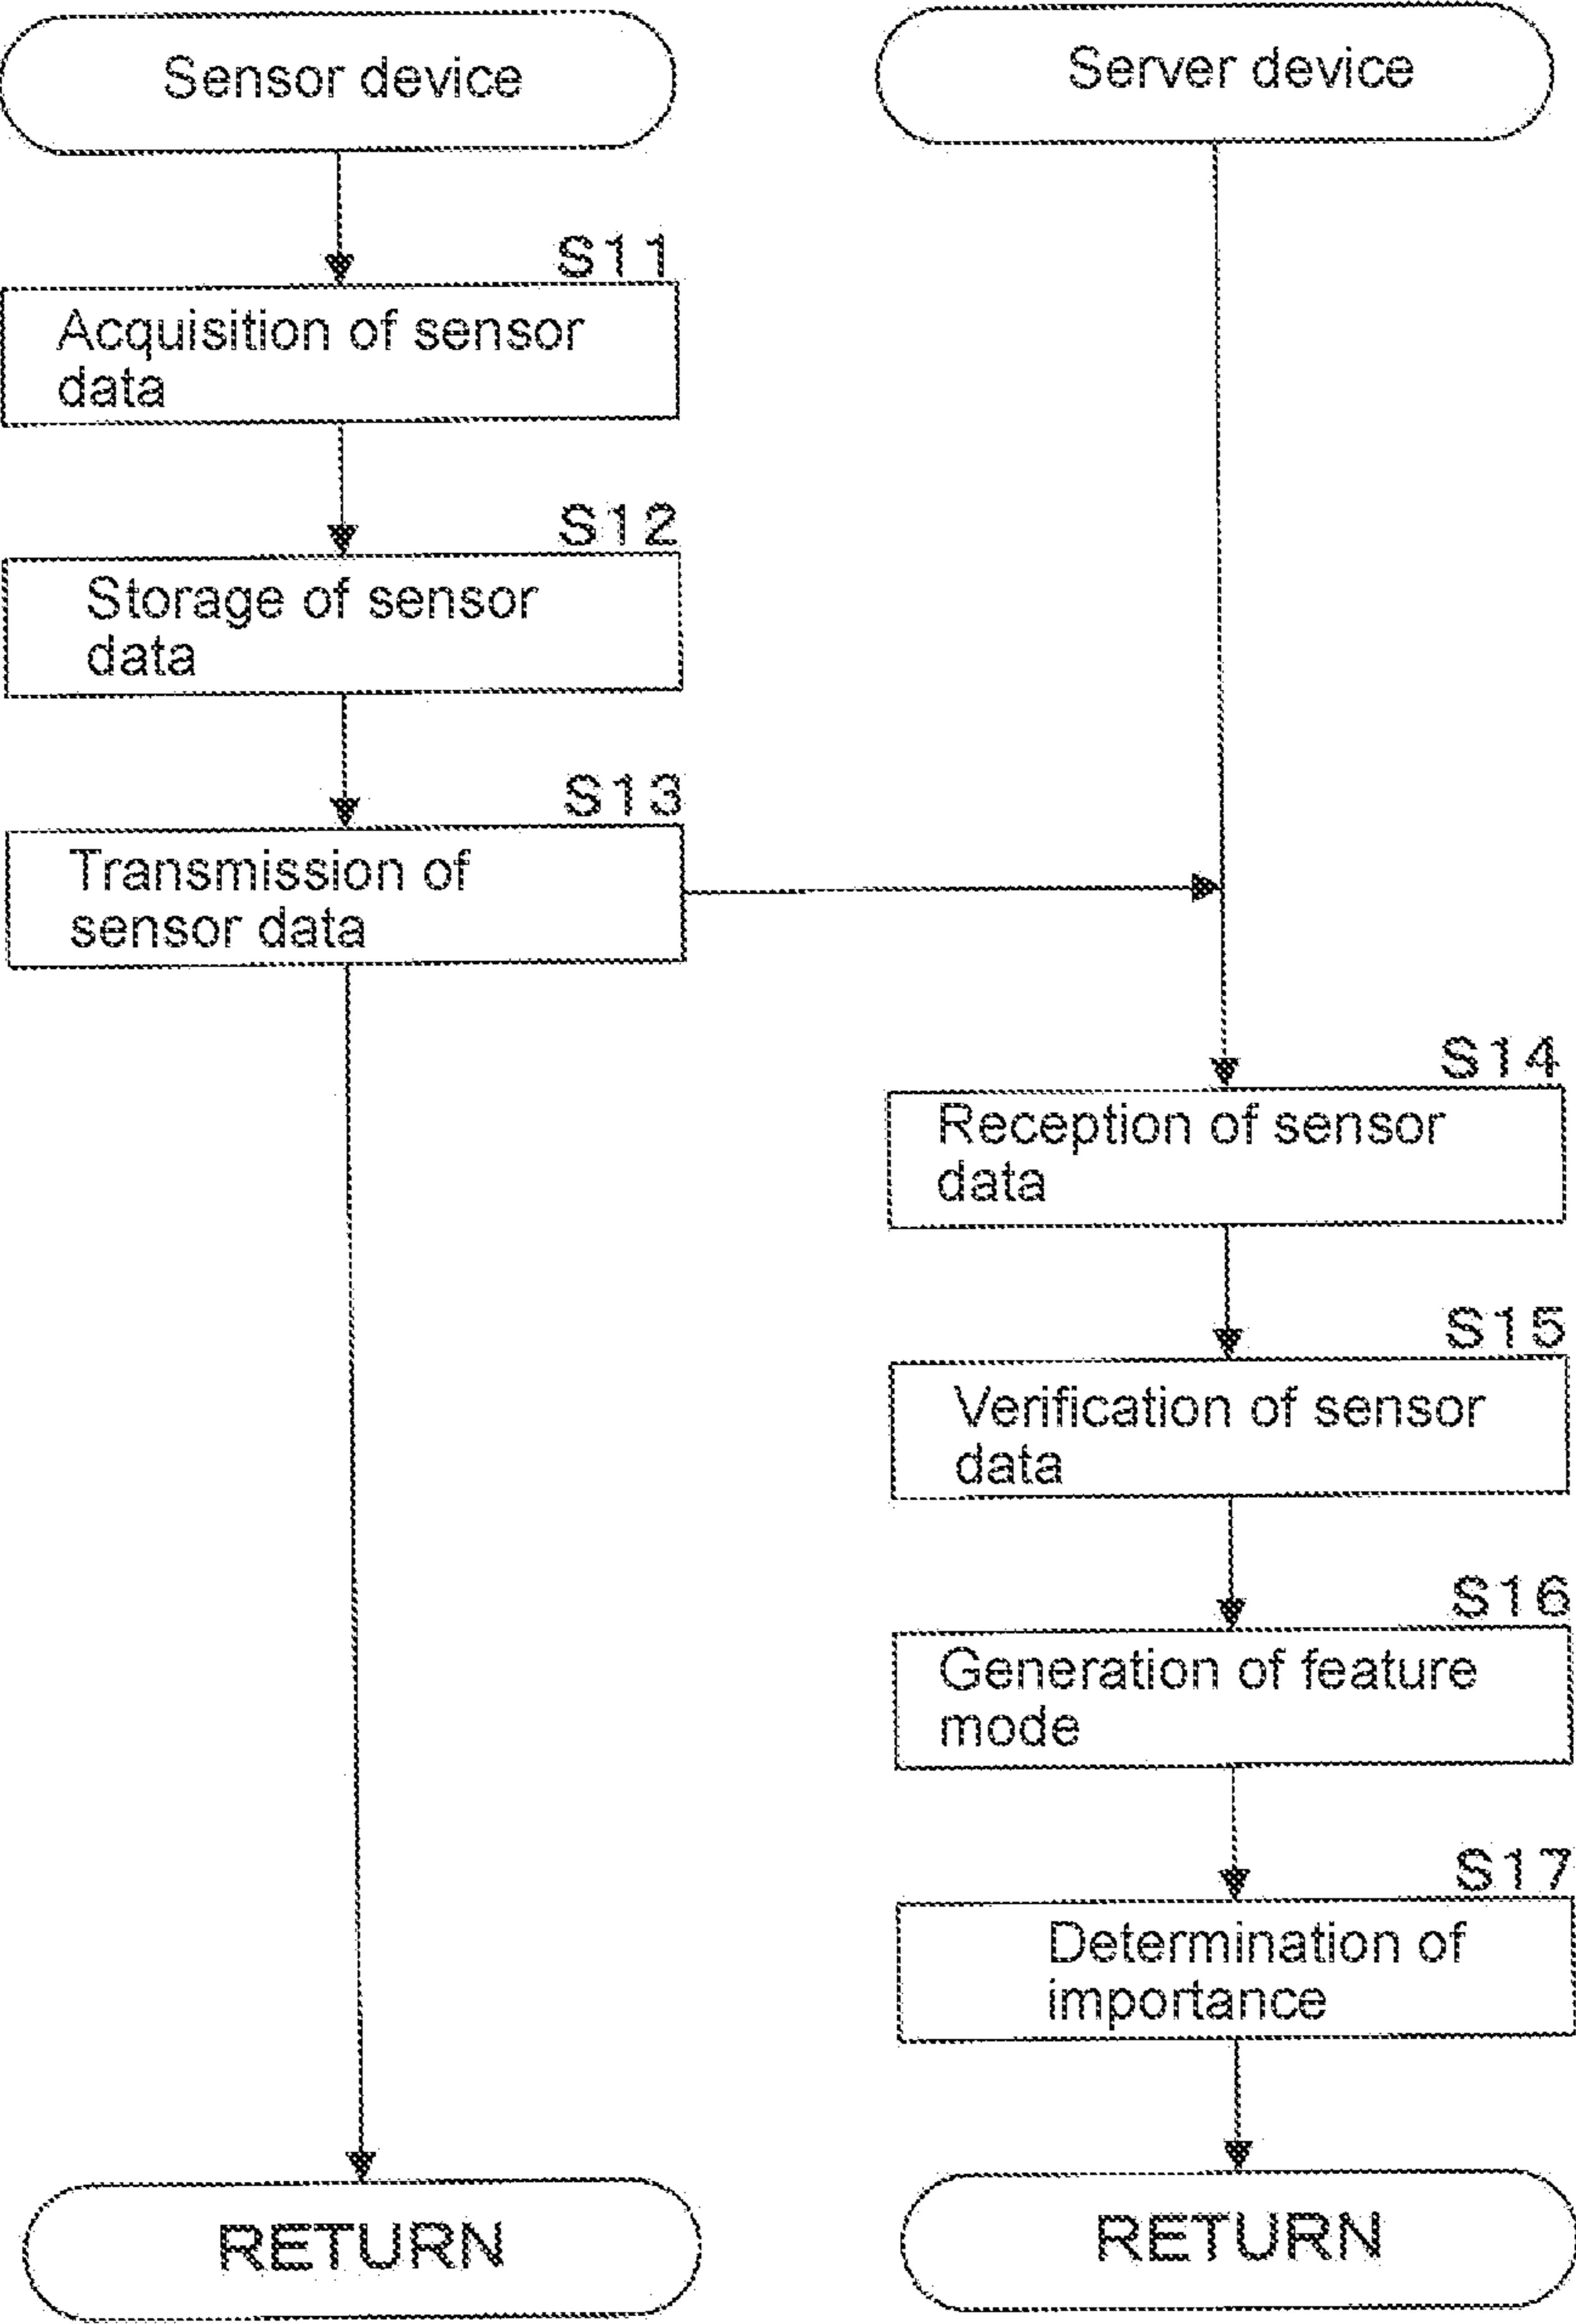 Sensor device
S11
Acquisition of sensor
data
S12
Storage of sensor
data
S13
Transmission of
sensor data
RETURN
Server device
S14
Reception of sensor
data
S15
Verification of sensor
data
S16
Generation of feature
mode
S17
Determination of
importance
RETURN